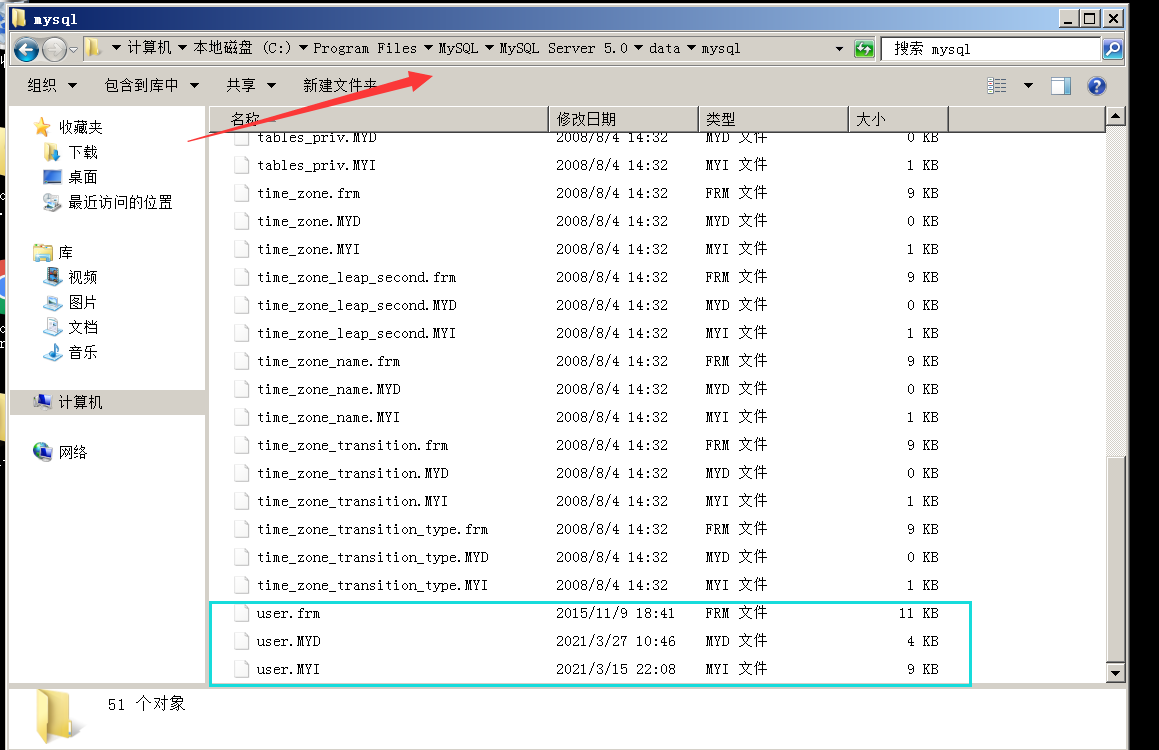 mysql
计算机 本地磁盘 (C:) Program Files MySQL MySQL Server 5.0 data mysql 搜索 mysql
组织 包含到库中 共享 新建文件夹
收藏夹
下载
桌面
最近访问的位置
库
视频
图片
文档
音乐
计算机
网络
名称 修改日期 类型 大小
tables_priv.MYD 2008/8/4 14:32 MYD 文件 0 KB
tables_priv.MYI 2008/8/4 14:32 MYI 文件 1 KB
time_zone.frm 2008/8/4 14:32 FRM 文件 9 KB
time_zone.MYD 2008/8/4 14:32 MYD 文件 0 KB
time_zone.MYI 2008/8/4 14:32 MYI 文件 1 KB
time_zone_leap_second.frm 2008/8/4 14:32 FRM 文件 9 KB
time_zone_leap_second.MYD 2008/8/4 14:32 MYD 文件 0 KB
time_zone_leap_second.MYI 2008/8/4 14:32 MYI 文件 1 KB
time_zone_name.frm 2008/8/4 14:32 FRM 文件 9 KB
time_zone_name.MYD 2008/8/4 14:32 MYD 文件 0 KB
time_zone_name.MYI 2008/8/4 14:32 MYI 文件 1 KB
time_zone_transition.frm 2008/8/4 14:32 FRM 文件 9 KB
time_zone_transition.MYD 2008/8/4 14:32 MYD 文件 0 KB
time_zone_transition.MYI 2008/8/4 14:32 MYI 文件 1 KB
time_zone_transition_type.frm 2008/8/4 14:32 FRM 文件 9 KB
time_zone_transition_type.MYD 2008/8/4 14:32 MYD 文件 0 KB
time_zone_transition_type.MYI 2008/8/4 14:32 MYI 文件 1 KB
user.frm 2015/11/9 18:41 FRM 文件 11 KB
user.MYD 2021/3/27 10:46 MYD 文件 4 KB
user.MYI 2021/3/15 22:08 MYI 文件 9 KB
51 个对象